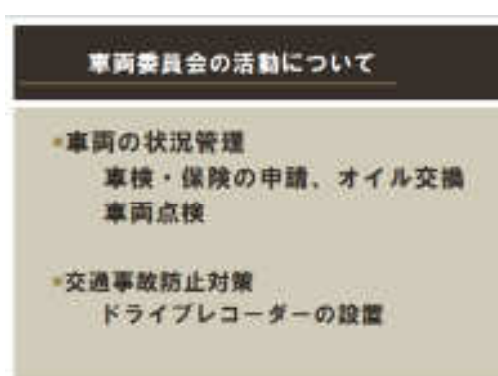 車両委員会の活動について
▪車両の状況管理
車検・保険の申請、オイル交換
車両点検
▪交通事故防止対策
ドライブレコーダーの設置